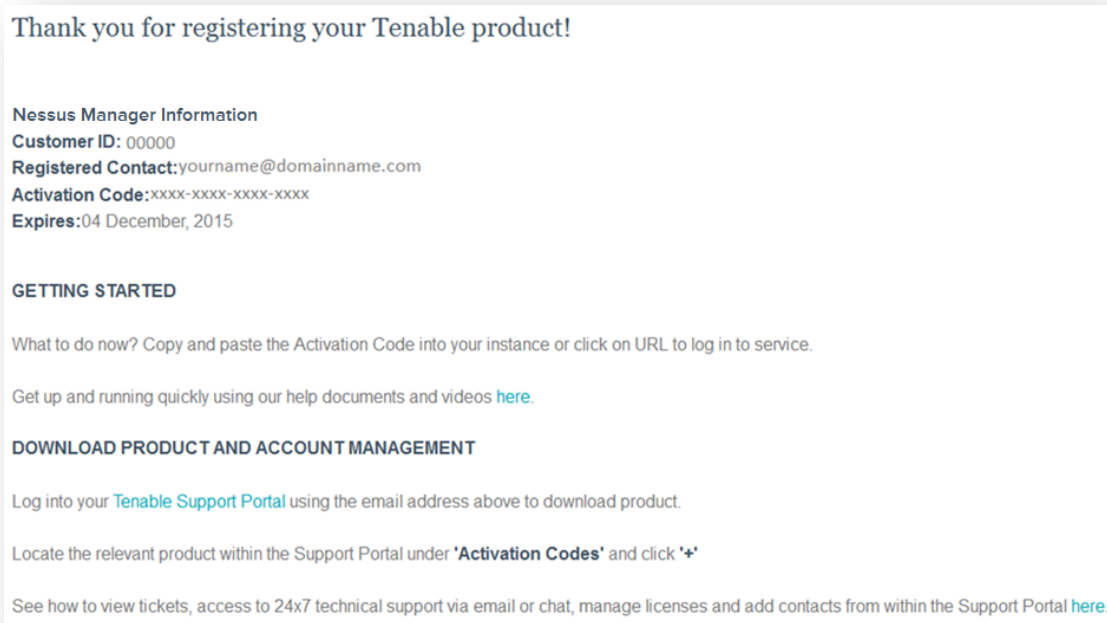 Thank you for registering your Tenable product!
Nessus Manager Information
Customer ID: 00000
Registered Contact:yourname@domainname.com
Activation Code:xxxx-xxxx-xxxx-xxxx
Expires:04 December, 2015
GETTING STARTED
What to do now? Copy and paste the Activation Code into your instance or click on URL to log in to service.
Get up and running quickly using our help documents and videos here.
DOWNLOAD PRODUCT AND ACCOUNT MANAGEMENT
Log into your Tenable Support Portal using the email address above to download product.
Locate the relevant product within the Support Portal under 'Activation Codes' and click '+'
See how to view tickets, access to 24x7 technical support via email or chat, manage licenses and add contacts from within the Support Portal here.